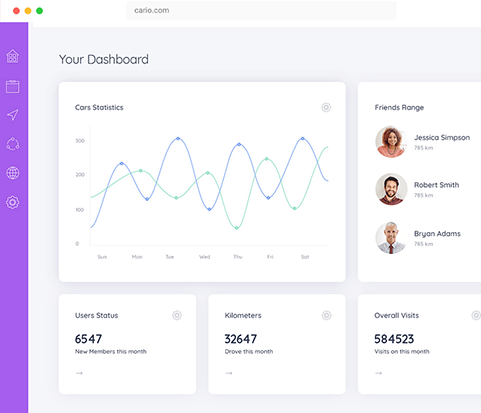 cario.com
Your Dashboard
Cars Statistics
300
200
100
0
Sun Mon Tue Wed Thu Fri Sat
Friends Range
Jessica Simpson
785 km
Robert Smith
785 km
Bryan Adams
785 km
Users Status
6547
New Members this month
→
Kilometers
32647
Drove this month
→
Overall Visits
584523
Visits on this month
→